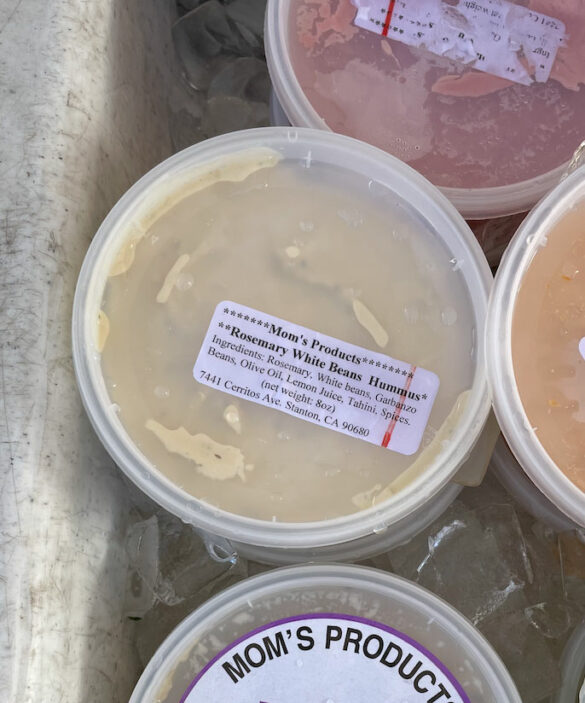 *******Mom's Products********
**Rosemary White Beans Hummus*
Ingredients: Rosemary, White beans, Garbanzo
Beans, Olive Oil, Lemon Juice, Tahini, Spices.
(net weight: 8oz)
7441 Cerritos Ave. Stanton, CA 90680
MOM'S PRODUCTS